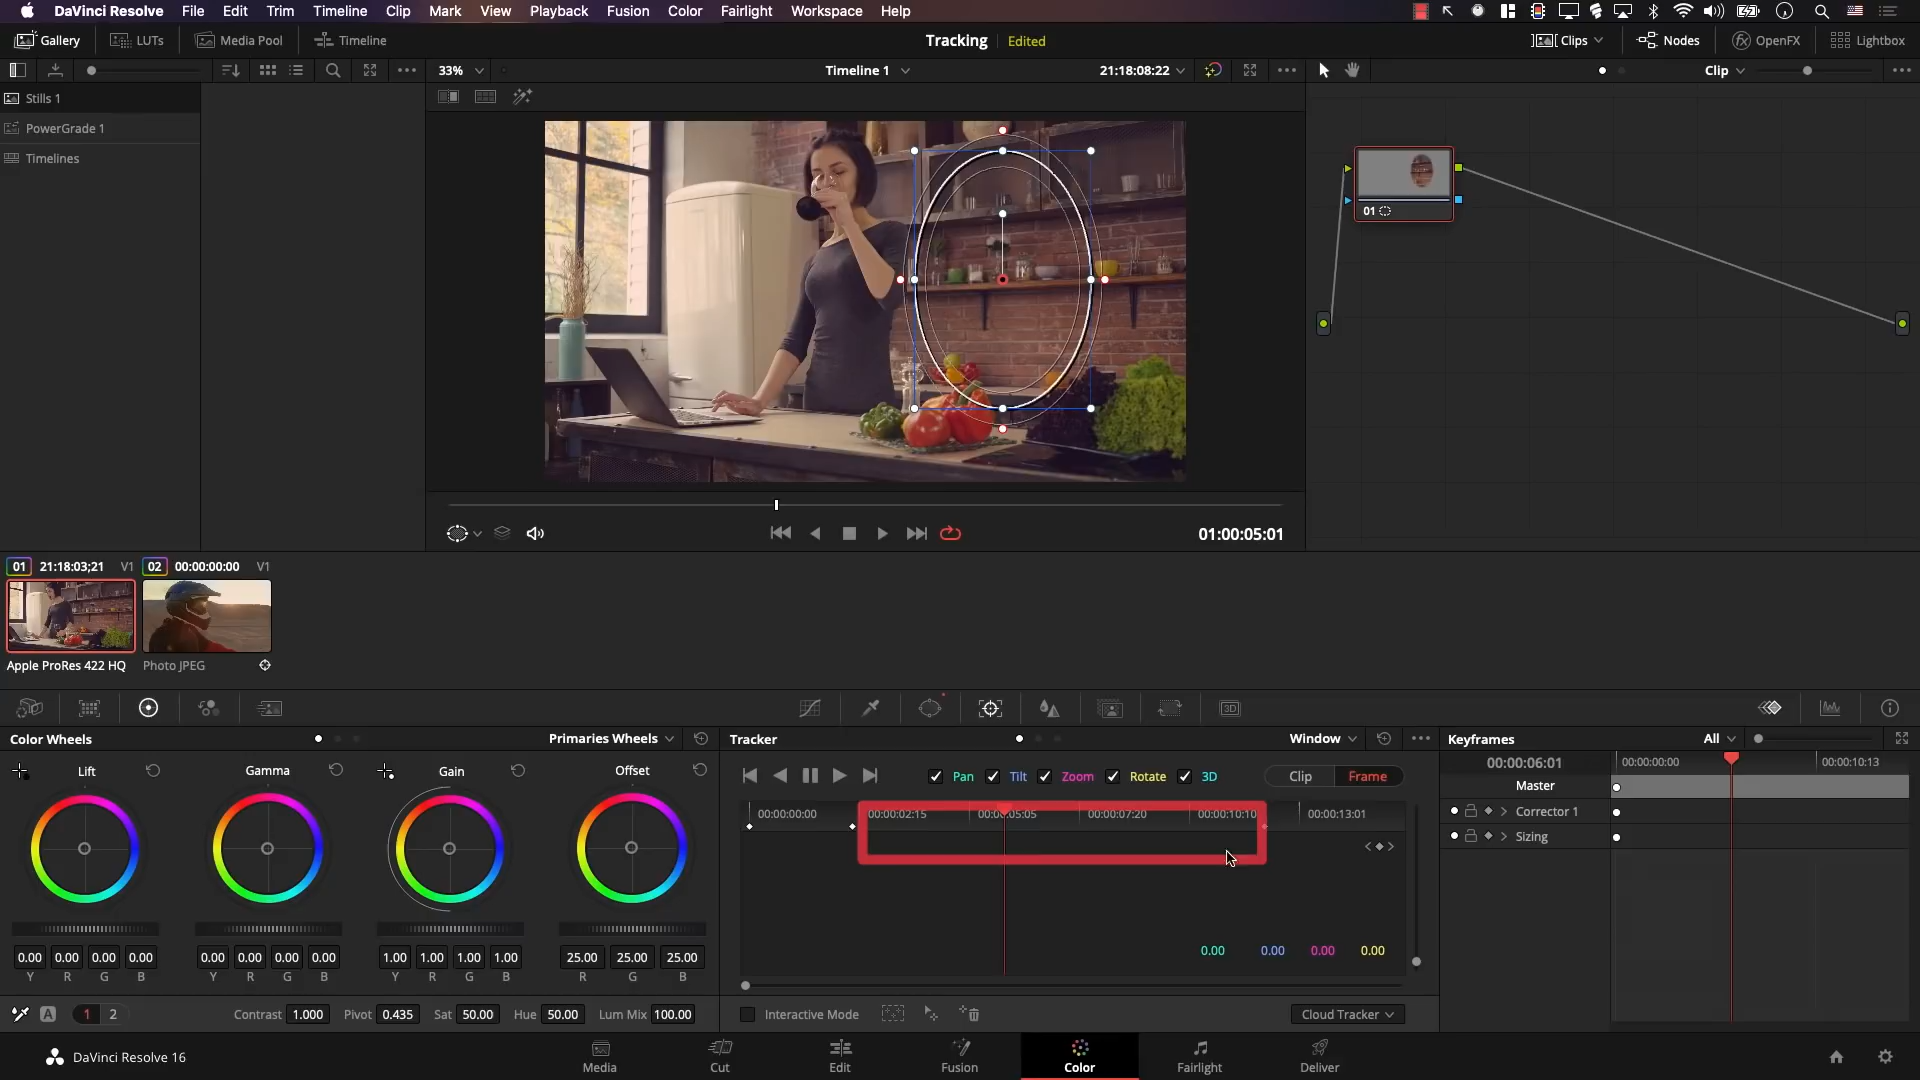 DaVinci Resolve File Edit Trim Timeline Clip Mark View Playback Fusion Color Fairlight Workspace Help
Gallery LUTs Media Pool Timeline Tracking Edited Clips Nodes OpenFX Lightbox
33% Timeline 1 21:18:08:22 Clip
Stills 1
PowerGrade 1
Timelines
01
01:00:05:01
01 21:18:03;21 V1 02 00:00:00:00 V1
Apple ProRes 422 HQ Photo JPEG
3D
Color Wheels Primaries Wheels Tracker Window Keyframes All
Lift Gamma Gain Offset
Pan Tilt Zoom Rotate 3D Clip Frame
00:00:06:01 00:00:00:00 00:00:10:13
Master
00:00:00:00 00:00:02:15 00:00:05:05 00:00:07:20 00:00:10:10 00:00:13:01
Corrector 1
Sizing
0.00 0.00 0.00 0.00
0.00 0.00 0.00 0.00 0.00 0.00 0.00 0.00 1.00 1.00 1.00 1.00 25.00 25.00 25.00
Y R G B Y R G B Y R G B R G B
A 1 2 Contrast 1.000 Pivot 0.435 Sat 50.00 Hue 50.00 Lum Mix 100.00
Interactive Mode Cloud Tracker
DaVinci Resolve 16
Media Cut Edit Fusion Color Fairlight Deliver